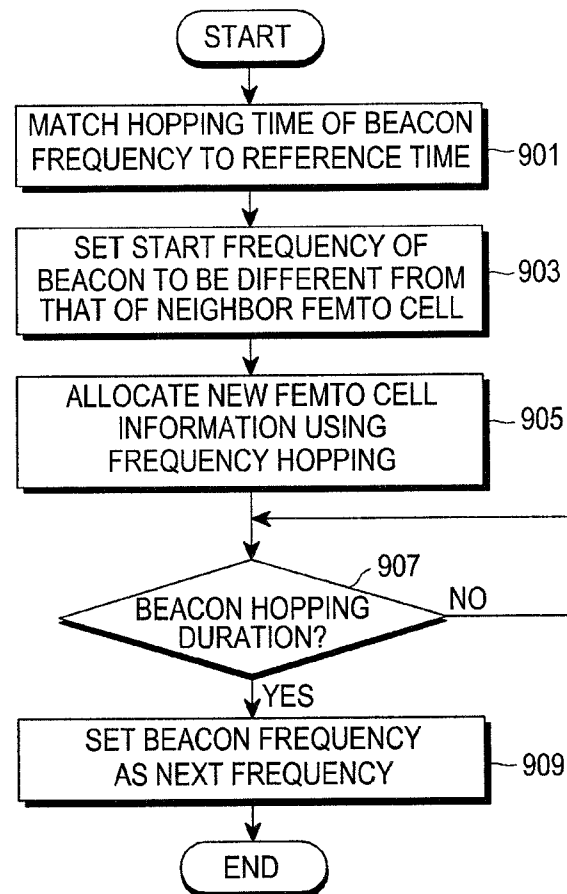 START
MATCH HOPPING TIME OF BEACON
FREQUENCY TO REFERENCE TIME
901
SET START FREQUENCY OF
BEACON TO BE DIFFERENT FROM
THAT OF NEIGHBOR FEMTO CELL
903
ALLOCATE NEW FEMTO CELL
INFORMATION USING
FREQUENCY HOPPING
905
907
BEACON HOPPING
DURATION?
NO
YES
SET BEACON FREQUENCY
AS NEXT FREQUENCY
909
END